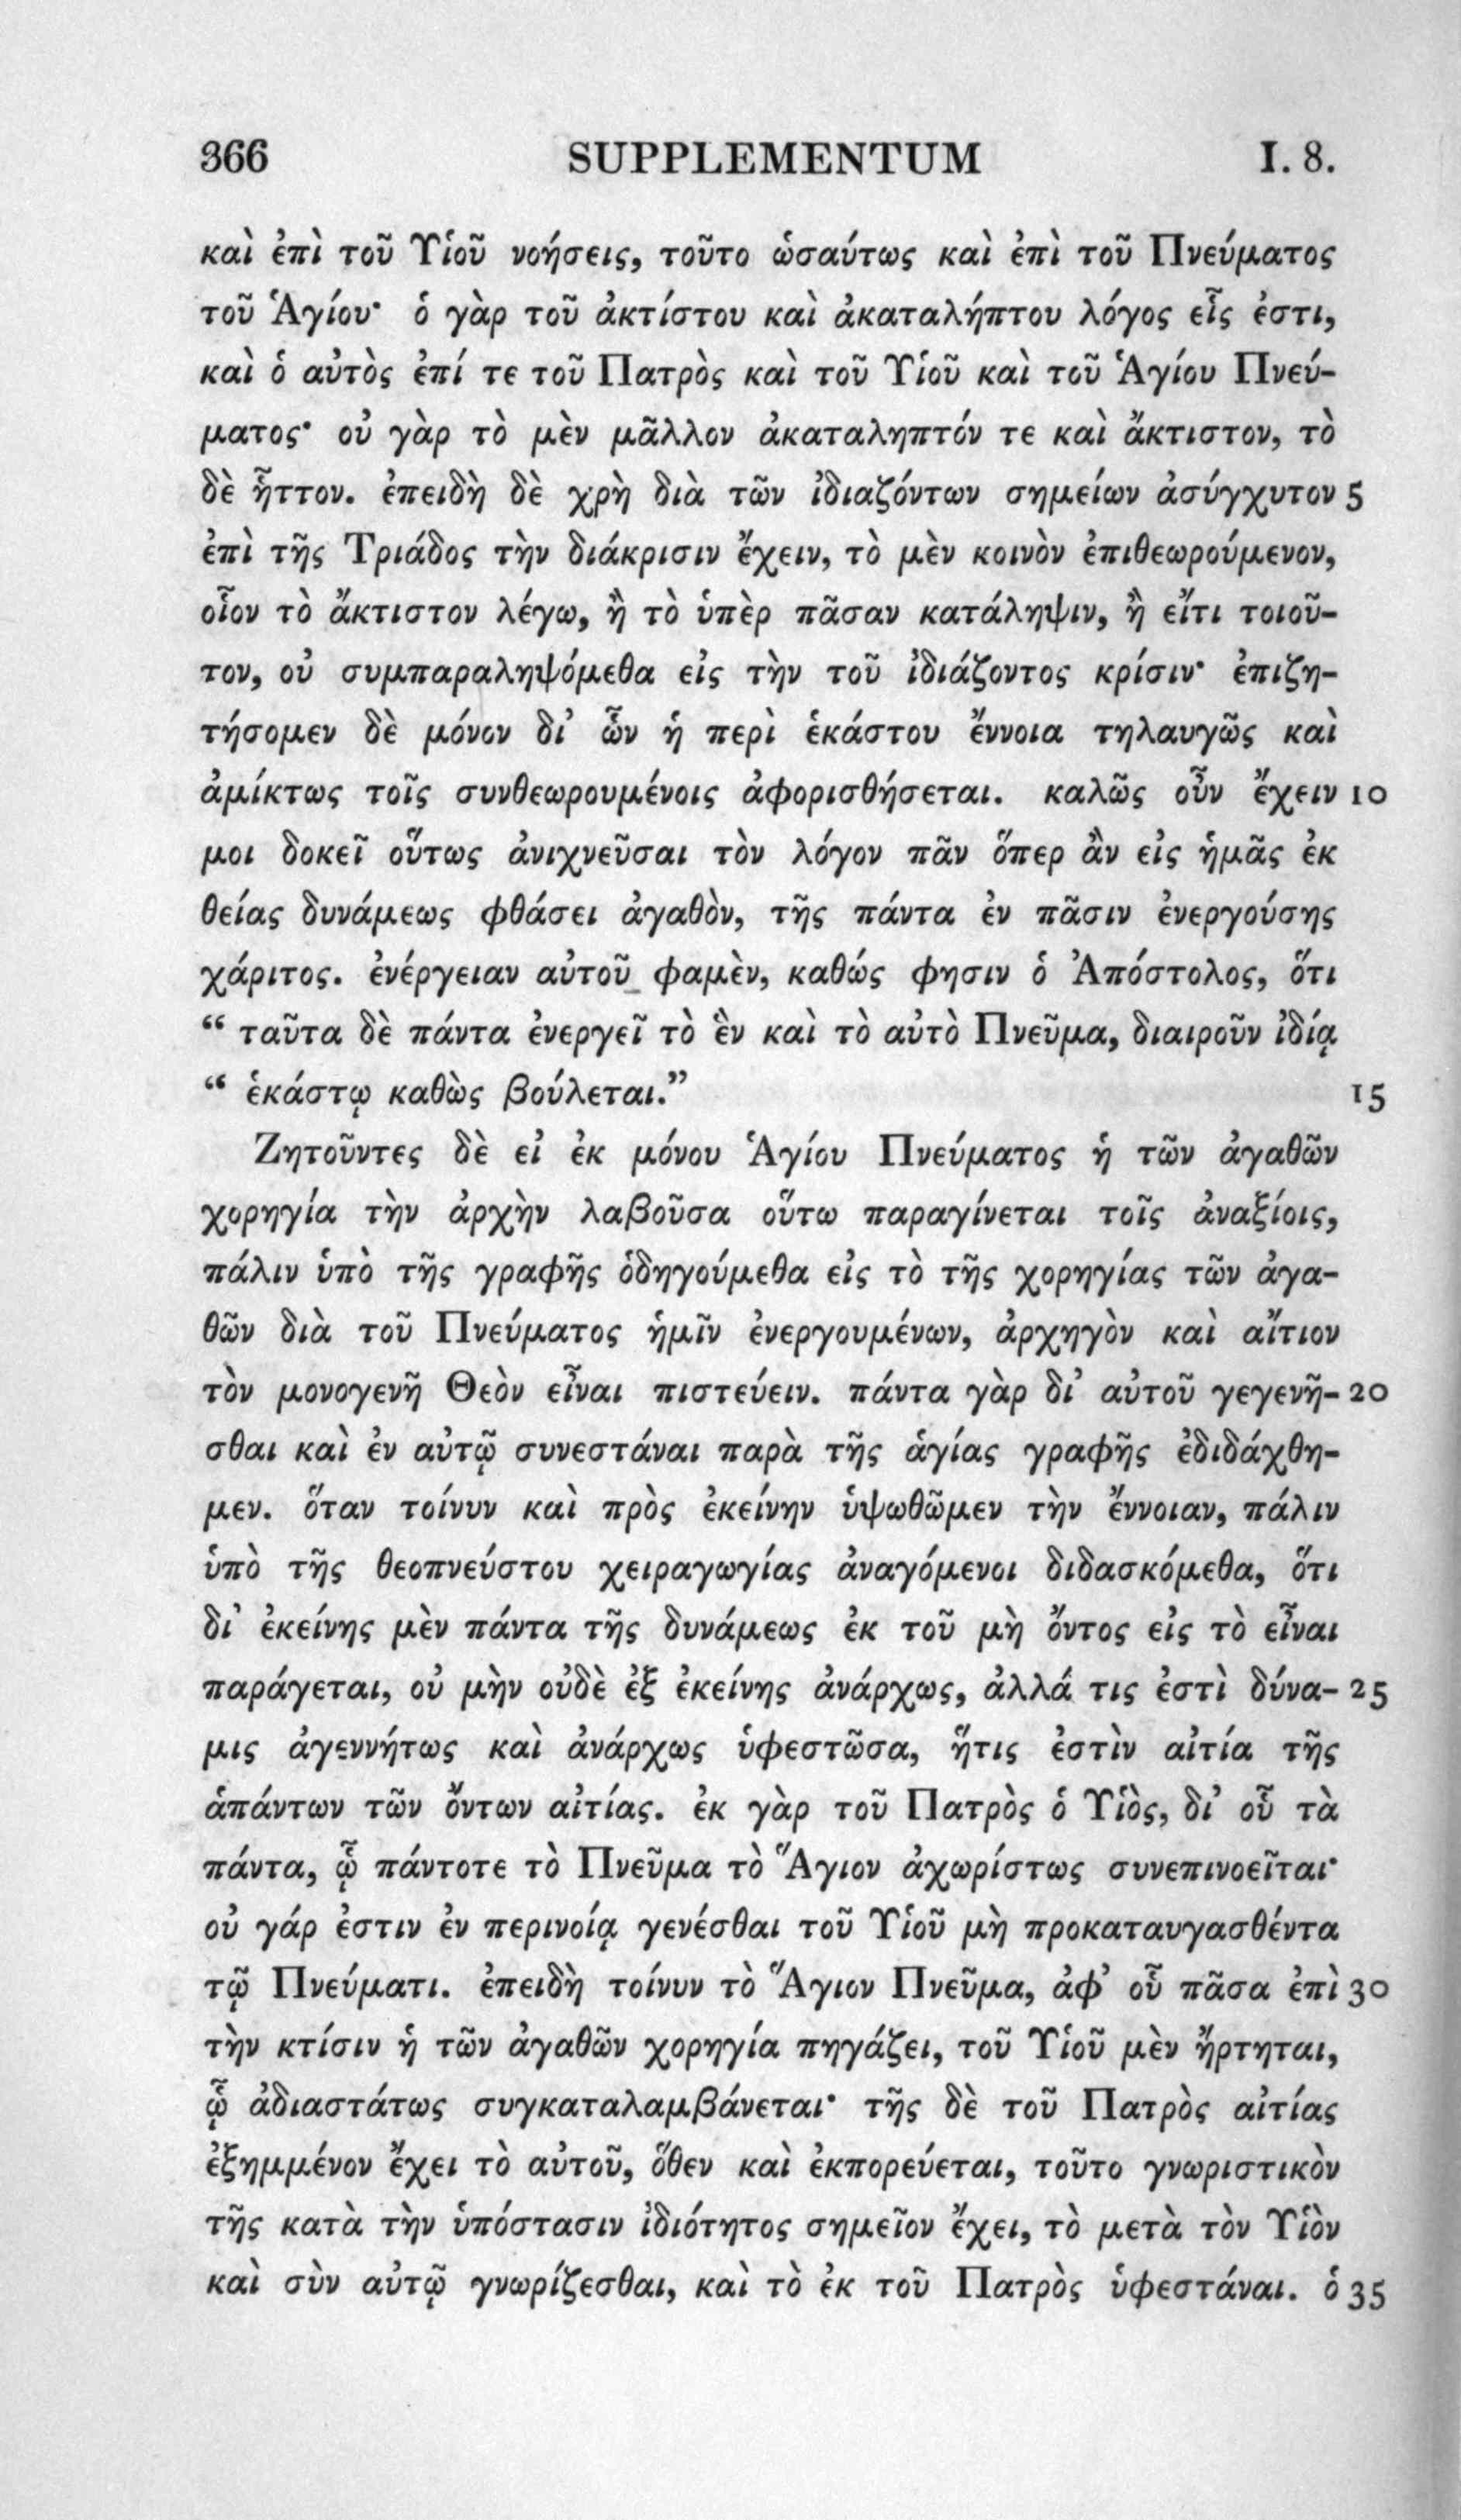 366 SUPPLEMENTUM I. 8.
καὶ ἐπὶ τοῦ Υἱοῦ νοήσεις, τοῦτο ὡσαύτως καὶ ἐπὶ τοῦ Πνεύματος
τοῦ Ἁγίου· ὁ γὰρ τοῦ ἀκτίστου καὶ ἀκαταλήπτου λόγος εἷς ἐστι,
καὶ ὁ αὐτὸς ἐπί τε τοῦ Πατρὸς καὶ τοῦ Υἱοῦ καὶ τοῦ Ἁγίου Πνεύ-
ματος· οὐ γὰρ τὸ μὲν μᾶλλον ἀκαταληπτόν τε καὶ ἄκτιστον, τὸ
δὲ ἧττον. ἐπειδὴ δὲ χρὴ διὰ τῶν ἰδιαζόντων σημείων ἀσύγχυτον 5
ἐπὶ τῆς Τριάδος τὴν διάκρισιν ἔχειν, τὸ μὲν κοινὸν ἐπιθεωρούμενον,
οἷον τὸ ἄκτιστον λέγω, ἢ τὸ ὑπὲρ πᾶσαν κατάληψιν, ἢ εἴτι τοιοῦ-
τον, οὐ συμπαραληψόμεθα εἰς τὴν τοῦ ἰδιάζοντος κρίσιν· ἐπιζη-
τήσομεν δὲ μόνον δι᾽ ὧν ἡ περὶ ἑκάστου ἔννοια τηλαυγῶς καὶ
ἀμίκτως τοῖς συνθεωρουμένοις ἀφορισθήσεται. καλῶς οὖν ἔχειν 10
μοι δοκεῖ οὕτως ἀνιχνεῦσαι τὸν λόγον πᾶν ὅπερ ἂν εἰς ἡμᾶς ἐκ
θείας δυνάμεως φθάσει ἀγαθὸν, τῆς πάντα ἐν πᾶσιν ἐνεργούσης
χάριτος. ἐνέργειαν αὐτοῦ φαμὲν, καθώς φησιν ὁ Ἀπόστολος, ὅτι
“ ταῦτα δὲ πάντα ἐνεργεῖ τὸ ἓν καὶ τὸ αὐτὸ Πνεῦμα, διαιροῦν ἰδίᾳ
“ ἑκάστῳ καθὼς βούλεται.” 15
Ζητοῦντες δὲ εἰ ἐκ μόνου Ἁγίου Πνεύματος ἡ τῶν ἀγαθῶν
χορηγία τὴν ἀρχὴν λαβοῦσα οὕτω παραγίνεται τοῖς ἀναξίοις,
πάλιν ὑπὸ τῆς γραφῆς ὁδηγούμεθα εἰς τὸ τῆς χορηγίας τῶν ἀγα-
θῶν διὰ τοῦ Πνεύματος ἡμῖν ἐνεργουμένων, ἀρχηγὸν καὶ αἴτιον
τὸν μονογενῆ Θεὸν εἶναι πιστεύειν. πάντα γὰρ δι᾽ αὐτοῦ γεγενῆ- 20
σθαι καὶ ἐν αὐτῷ συνεστάναι παρὰ τῆς ἁγίας γραφῆς ἐδιδάχθη-
μεν. ὅταν τοίνυν καὶ πρὸς ἐκείνην ὑψωθῶμεν τὴν ἔννοιαν, πάλιν
ὑπὸ τῆς θεοπνεύστου χειραγωγίας ἀναγόμενοι διδασκόμεθα, ὅτι
δι᾽ ἐκείνης μὲν πάντα τῆς δυνάμεως ἐκ τοῦ μὴ ὄντος εἰς τὸ εἶναι
παράγεται, οὐ μὴν οὐδὲ ἐξ ἐκείνης ἀνάρχως, ἀλλά τις ἐστὶ δύνα- 25
μις ἀγεννήτως καὶ ἀνάρχως ὑφεστῶσα, ἥτις ἐστὶν αἰτία τῆς
ἁπάντων τῶν ὄντων αἰτίας. ἐκ γὰρ τοῦ Πατρὸς ὁ Υἱὸς, δι᾽ οὗ τὰ
πάντα, ᾧ πάντοτε τὸ Πνεῦμα τὸ Ἅγιον ἀχωρίστως συνεπινοεῖται·
οὐ γάρ ἐστιν ἐν περινοίᾳ γενέσθαι τοῦ Υἱοῦ μὴ προκαταυγασθέντα
τῷ Πνεύματι. ἐπειδὴ τοίνυν τὸ Ἅγιον Πνεῦμα, ἀφ᾽ οὗ πᾶσα ἐπὶ 30
τὴν κτίσιν ἡ τῶν ἀγαθῶν χορηγία πηγάζει, τοῦ Υἱοῦ μὲν ἤρτηται,
ᾧ ἀδιαστάτως συγκαταλαμβάνεται· τῆς δὲ τοῦ Πατρὸς αἰτίας
ἐξημμένον ἔχει τὸ αὐτοῦ, ὅθεν καὶ ἐκπορεύεται, τοῦτο γνωριστικὸν
τῆς κατὰ τὴν ὑπόστασιν ἰδιότητος σημεῖον ἔχει, τὸ μετὰ τὸν Υἱὸν
καὶ σὺν αὐτῷ γνωρίζεσθαι, καὶ τὸ ἐκ τοῦ Πατρὸς ὑφεστάναι. ὁ 35